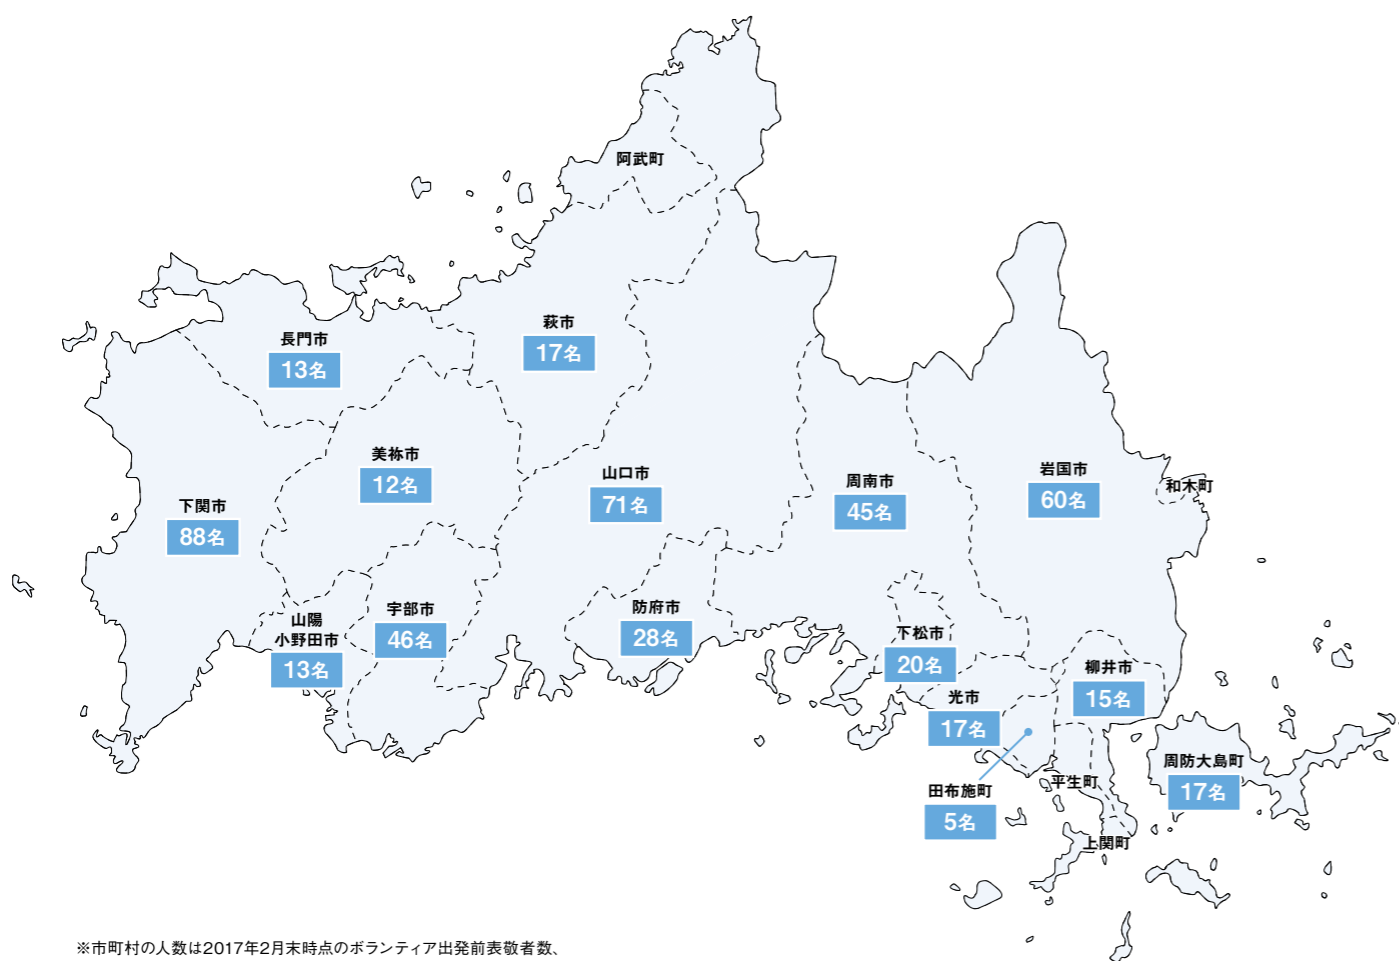 阿武町
萩市
17名
長門市
13名
美祢市
12名
山口市
71名
周南市
45名
岩国市
60名
和木町
下関市
88名
山陽
小野田市
13名
宇部市
46名
防府市
28名
下松市
20名
柳井市
15名
光市
17名
田布施町
5名
平生町
周防大島町
17名
上関町
※市町村の人数は2017年2月末時点のボランティア出発前表敬者数、